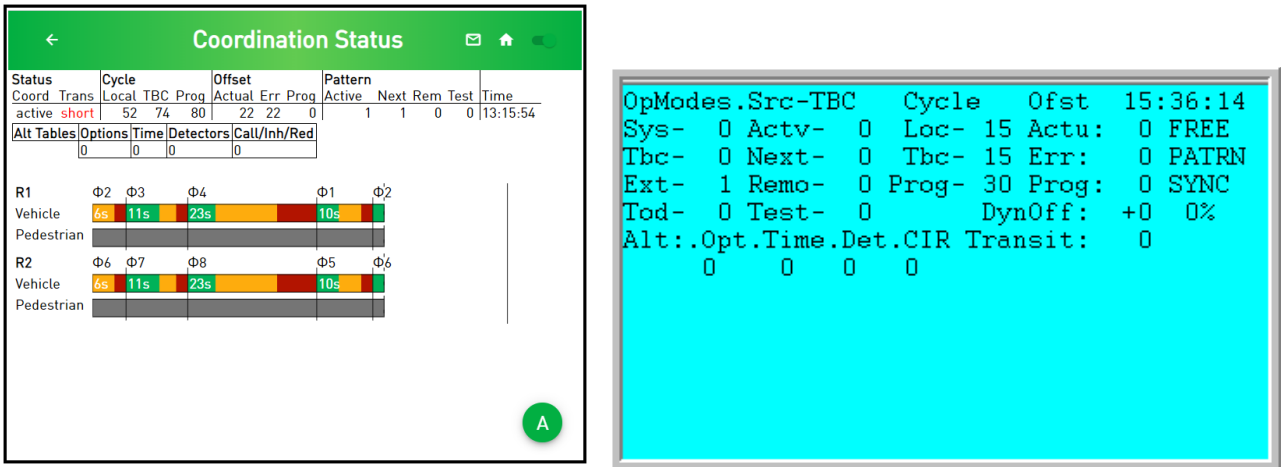 Coordination Status
Status Cycle Offset Pattern
Coord Trans Local TBC Prog Actual Err Prog Active Next Rem Test Time
active short 52 74 80 22 22 0 1 1 0 0 13:15:54
Alt Tables Options Time Detectors Call/Inh/Red
0 0 0 0
R1 Φ2 Φ3 Φ4 Φ1 Φ2
Vehicle 6s 11s 23s 10s
Pedestrian
R2 Φ6 Φ7 Φ8 Φ5 Φ6
Vehicle 6s 11s 23s 10s
Pedestrian
A
OpModes.Src-TBC Cycle Ofst 15:36:14
Sys- 0 Actv- 0 Loc- 15 Actu: 0 FREE
Tbc- 0 Next- 0 Tbc- 15 Err: 0 PATRN
Ext- 1 Remo- 0 Prog- 30 Prog: 0 SYNC
Tod- 0 Test- 0 DynOff: +0 0%
Alt:.Opt.Time.Det.CIR Transit: 0
0 0 0 0